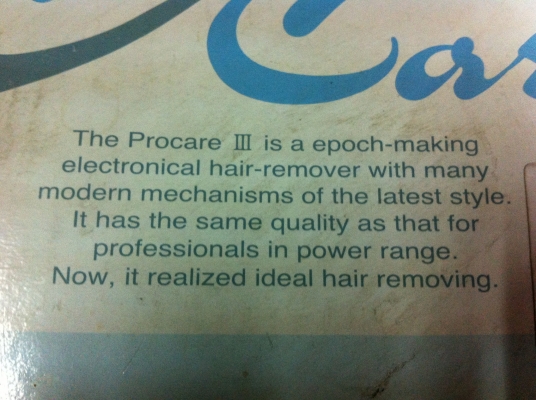 Car
The Procare Ⅲ is a epoch-making
electronical hair-remover with many
modern mechanisms of the latest style.
It has the same quality as that for
professionals in power range.
Now, it realized ideal hair removing.